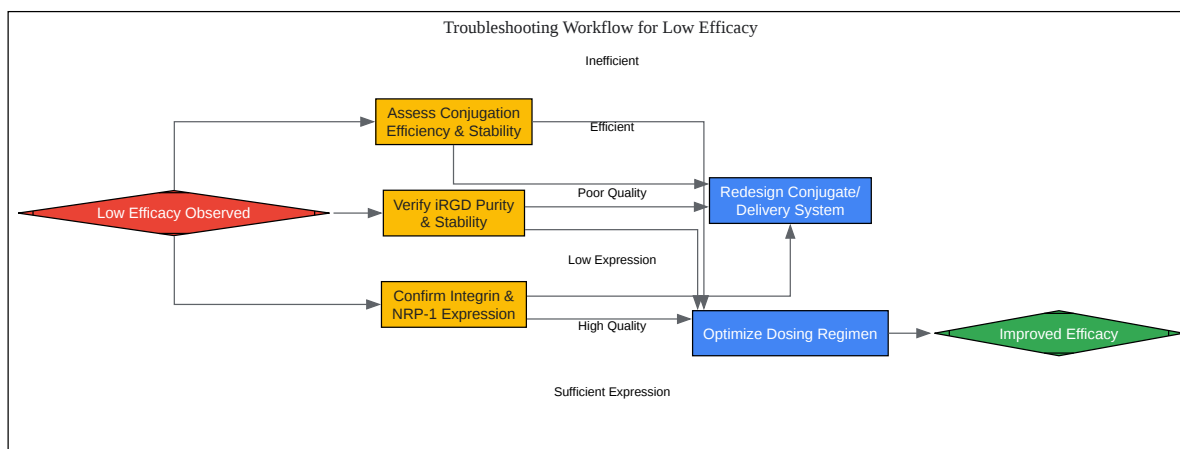 Troubleshooting Workflow for Low Efficacy
Inefficient
Assess Conjugation
Efficiency & Stability
Efficient
Low Efficacy Observed
Verify iRGD Purity
& Stability
Poor Quality
Redesign Conjugate/
Delivery System
Low Expression
Confirm Integrin &
NRP-1 Expression
High Quality
Optimize Dosing Regimen
Improved Efficacy
Sufficient Expression